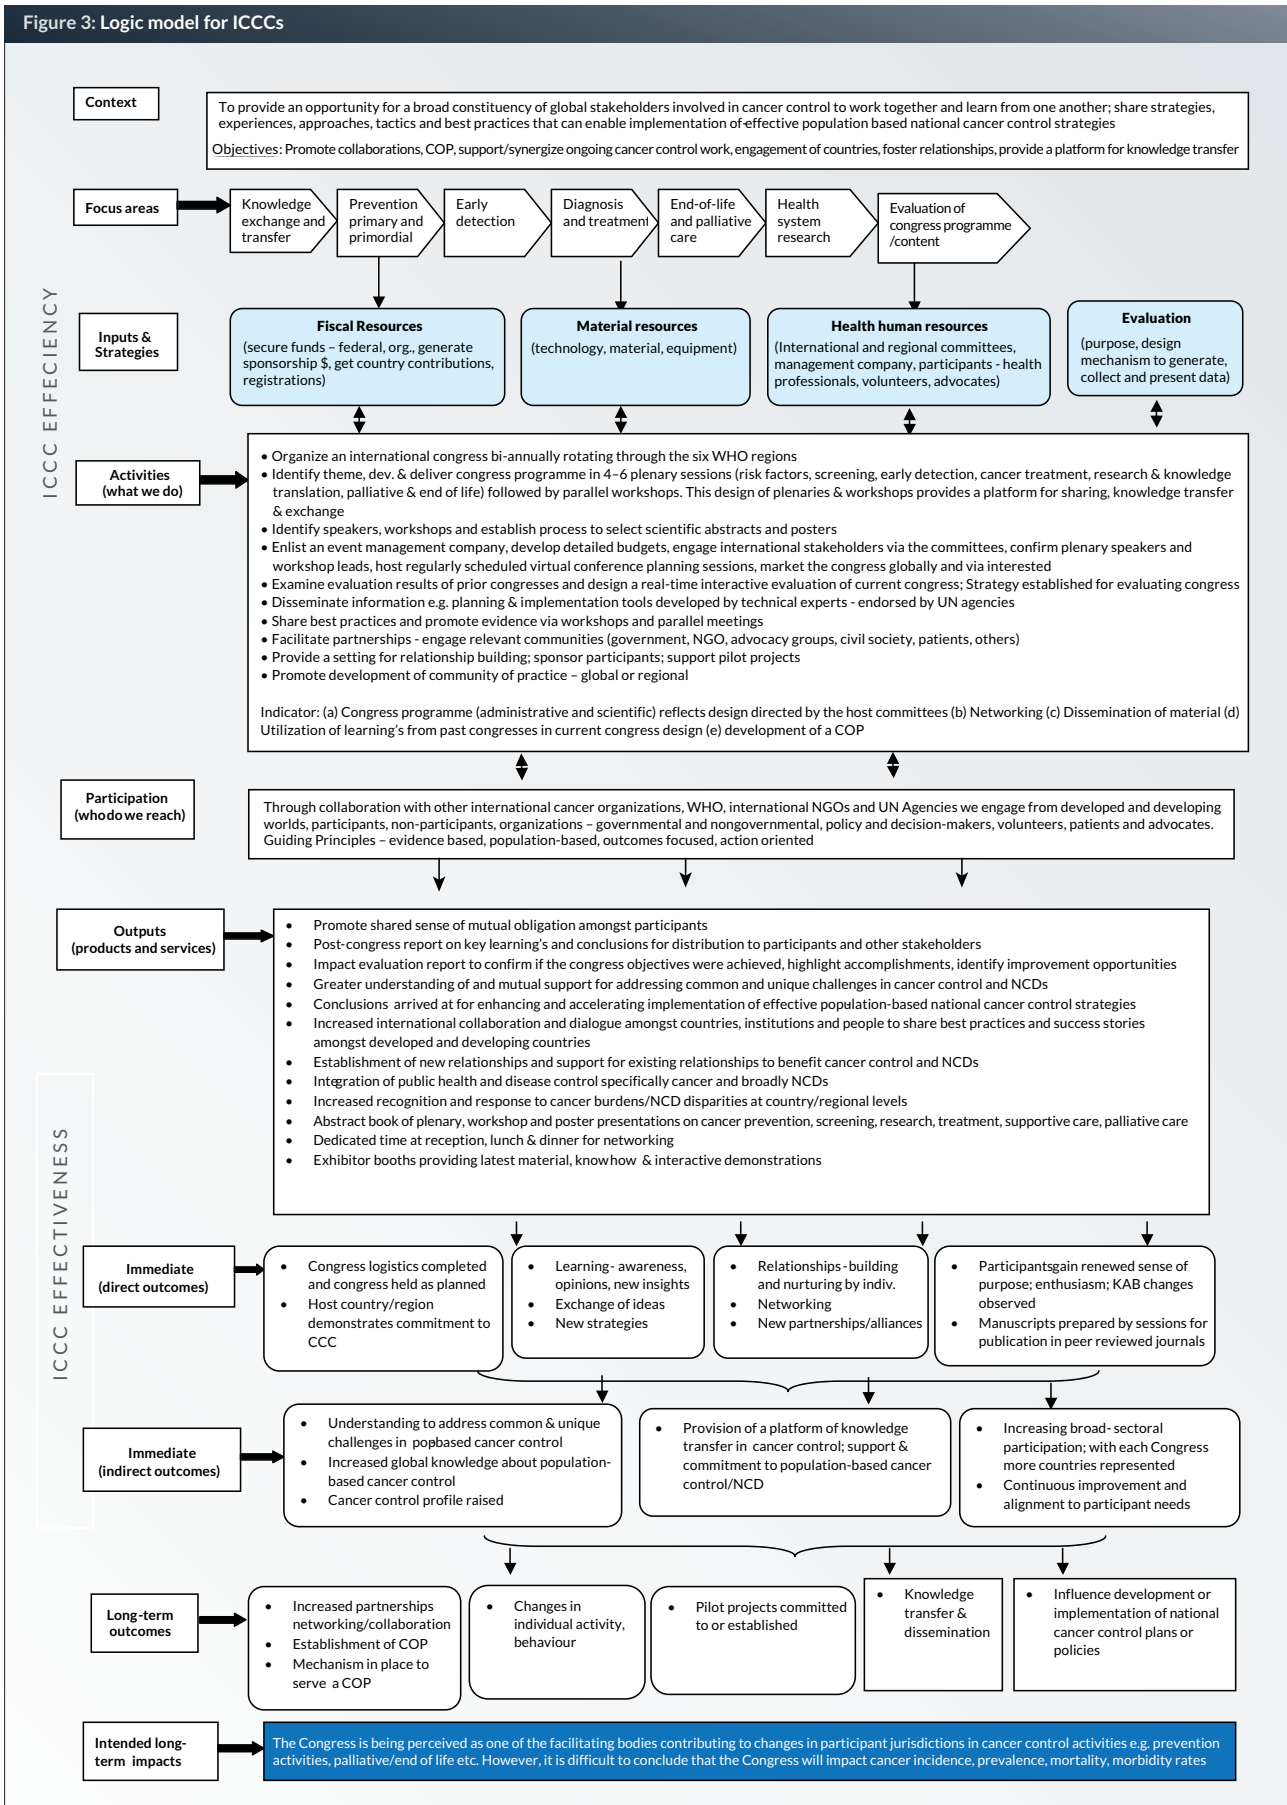 Figure 3: Logic model for ICCCs
Context
To provide an opportunity for a broad constituency of global stakeholders involved in cancer control to work together and learn from one another; share strategies,
experiences, approaches, tactics and best practices that can enable implementation of effective population based national cancer control strategies
Objectives: Promote collaborations, COP, support/synergize ongoing cancer control work, engagement of countries, foster relationships, provide a platform for knowledge transfer
Focus areas
Knowledge
exchange and
transfer
Prevention
primary and
primordial
Early
detection
Diagnosis
and treatment
End-of-life
and palliative
care
Health
system
research
Evaluation of
congress programme
/content
ICCC EFFECIENCY
Inputs &
Strategies
Fiscal Resources
(secure funds – federal, org., generate
sponsorship $, get country contributions,
registrations)
Material resources
(technology, material, equipment)
Health human resources
(International and regional committees,
management company, participants - health
professionals, volunteers, advocates)
Evaluation
(purpose, design
mechanism to generate,
collect and present data)
Activities
(what we do)
• Organize an international congress bi-annually rotating through the six WHO regions
• Identify theme, dev. & deliver congress programme in 4–6 plenary sessions (risk factors, screening, early detection, cancer treatment, research & knowledge
translation, palliative & end of life) followed by parallel workshops. This design of plenaries & workshops provides a platform for sharing, knowledge transfer
& exchange
• Identify speakers, workshops and establish process to select scientific abstracts and posters
• Enlist an event management company, develop detailed budgets, engage international stakeholders via the committees, confirm plenary speakers and
workshop leads, host regularly scheduled virtual conference planning sessions, market the congress globally and via interested
• Examine evaluation results of prior congresses and design a real-time interactive evaluation of current congress; Strategy established for evaluating congress
• Disseminate information e.g. planning & implementation tools developed by technical experts - endorsed by UN agencies
• Share best practices and promote evidence via workshops and parallel meetings
• Facilitate partnerships - engage relevant communities (government, NGO, advocacy groups, civil society, patients, others)
• Provide a setting for relationship building; sponsor participants; support pilot projects
• Promote development of community of practice – global or regional
Indicator: (a) Congress programme (administrative and scientific) reflects design directed by the host committees (b) Networking (c) Dissemination of material (d)
Utilization of learning's from past congresses in current congress design (e) development of a COP
Participation
(who do we reach)
Through collaboration with other international cancer organizations, WHO, international NGOs and UN Agencies we engage from developed and developing
worlds, participants, non-participants, organizations – governmental and nongovernmental, policy and decision-makers, volunteers, patients and advocates.
Guiding Principles – evidence based, population-based, outcomes focused, action oriented
Outputs
(products and services)
• Promote shared sense of mutual obligation amongst participants
• Post-congress report on key learning's and conclusions for distribution to participants and other stakeholders
• Impact evaluation report to confirm if the congress objectives were achieved, highlight accomplishments, identify improvement opportunities
• Greater understanding of and mutual support for addressing common and unique challenges in cancer control and NCDs
• Conclusions arrived at for enhancing and accelerating implementation of effective population-based national cancer control strategies
• Increased international collaboration and dialogue amongst countries, institutions and people to share best practices and success stories
amongst developed and developing countries
• Establishment of new relationships and support for existing relationships to benefit cancer control and NCDs
• Integration of public health and disease control specifically cancer and broadly NCDs
• Increased recognition and response to cancer burdens/NCD disparities at country/regional levels
• Abstract book of plenary, workshop and poster presentations on cancer prevention, screening, research, treatment, supportive care, palliative care
• Dedicated time at reception, lunch & dinner for networking
• Exhibitor booths providing latest material, knowhow & interactive demonstrations
ICCC EFFECTIVENESS
Immediate
(direct outcomes)
• Congress logistics completed
and congress held as planned
• Host country/region
demonstrates commitment to
CCC
• Learning- awareness,
opinions, new insights
• Exchange of ideas
• New strategies
• Relationships-building
and nurturing by indiv.
• Networking
• New partnerships/alliances
• Participantsgain renewed sense of
purpose; enthusiasm; KAB changes
observed
• Manuscripts prepared by sessions for
publication in peer reviewed journals
Immediate
(indirect outcomes)
• Understanding to address common & unique
challenges in popbased cancer control
• Increased global knowledge about population-
based cancer control
• Cancer control profile raised
• Provision of a platform of knowledge
transfer in cancer control; support &
commitment to population-based cancer
control/NCD
• Increasing broad- sectoral
participation; with each Congress
more countries represented
• Continuous improvement and
alignment to participant needs
Long-term
outcomes
• Increased partnerships
networking/collaboration
• Establishment of COP
• Mechanism in place to
serve a COP
• Changes in
individual activity,
behaviour
• Pilot projects committed
to or established
• Knowledge
transfer &
dissemination
• Influence development or
implementation of national
cancer control plans or
policies
Intended long-
term impacts
The Congress is being perceived as one of the facilitating bodies contributing to changes in participant jurisdictions in cancer control activities e.g. prevention
activities, palliative/end of life etc. However, it is difficult to conclude that the Congress will impact cancer incidence, prevalence, mortality, morbidity rates